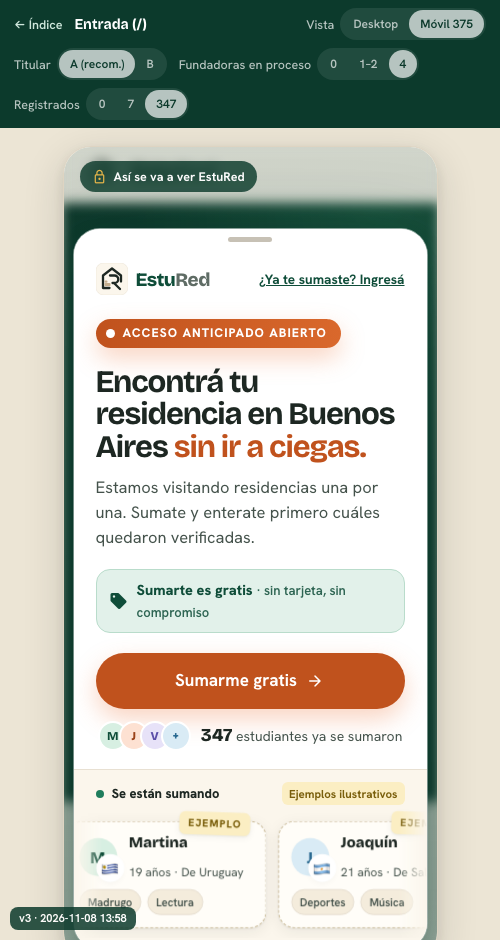 ← Índice Entrada (/) Vista Desktop Móvil 375
Titular A (recom.) B Fundadoras en proceso 0 1–2 4
Registrados 0 7 347
Así se va a ver EstuRed
EstuRed ¿Ya te sumaste? Ingresá
ACCESO ANTICIPADO ABIERTO
Encontrá tu
residencia en Buenos
Aires sin ir a ciegas.
Estamos visitando residencias una por
una. Sumate y enterate primero cuáles
quedaron verificadas.
Sumarte es gratis · sin tarjeta, sin
compromiso
Sumarme gratis →
M J V + 347 estudiantes ya se sumaron
Se están sumando Ejemplos ilustrativos
EJEMPLO
Martina Joaquín
19 años · De Uruguay 21 años · De
Madrugo Lectura Deportes Música
v3 · 2026-11-08 13:58